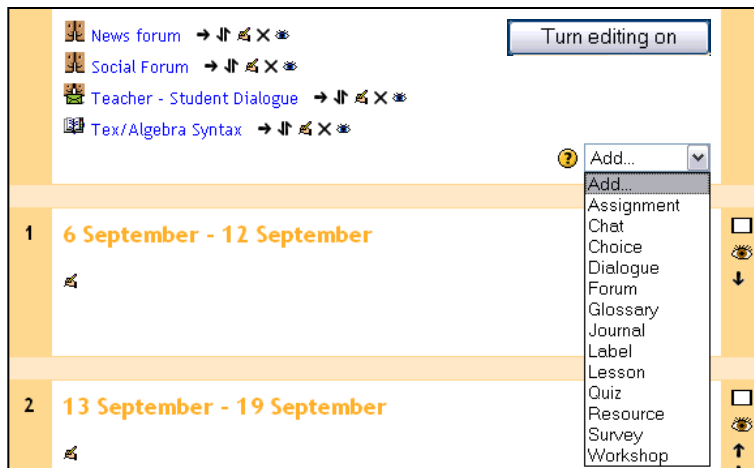 News forum
Turn editing on
Social Forum
Teacher - Student Dialogue
Tex/Algebra Syntax
? Add...
Add...
Assignment
Chat
1 6 September - 12 September
Choice
Dialogue
Forum
Glossary
Journal
Label
Lesson
Quiz
2 13 September - 19 September
Resource
Survey
Workshop